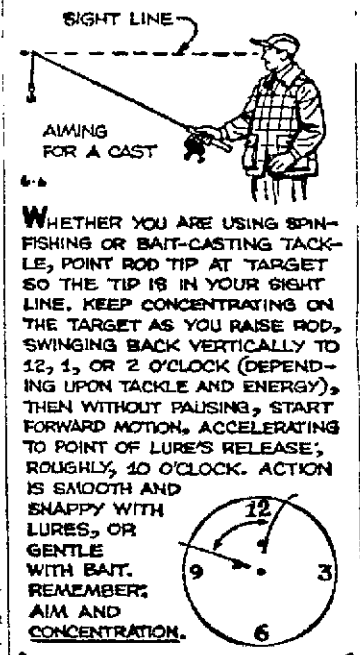 SIGHT LINE
AIMING
FOR A CAST
6-6
WHETHER YOU ARE USING SPIN-
FISHING OR BAIT-CASTING TACK-
LE, POINT ROD TIP AT TARGET
SO THE TIP IS IN YOUR SIGHT
LINE. KEEP CONCENTRATING ON
THE TARGET AS YOU RAISE ROD,
SWINGING BACK VERTICALLY TO
12, 1, OR 2 O'CLOCK (DEPEND-
ING UPON TACKLE AND ENERGY),
THEN WITHOUT PAUSING, START
FORWARD MOTION, ACCELERATING
TO POINT OF LURE'S RELEASE;
ROUGHLY, 10 O'CLOCK. ACTION
IS SMOOTH AND
SNAPPY WITH
LURES, OR
GENTLE
WITH BAIT.
REMEMBER:
AIM AND
CONCENTRATION.
12
9
3
6